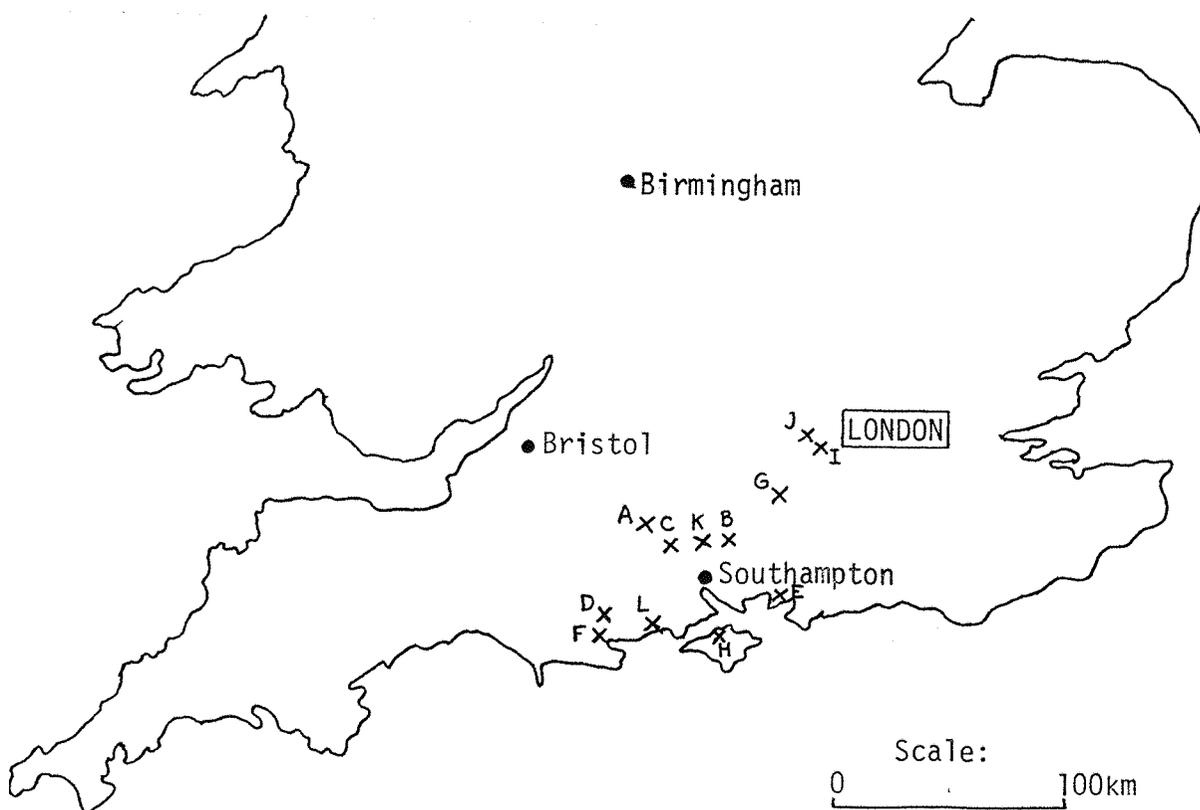 Birmingham
J
LONDON
I
Bristol
G
A
C
K
B
Southampton
E
D
L
F
H
Scale:
0
100km